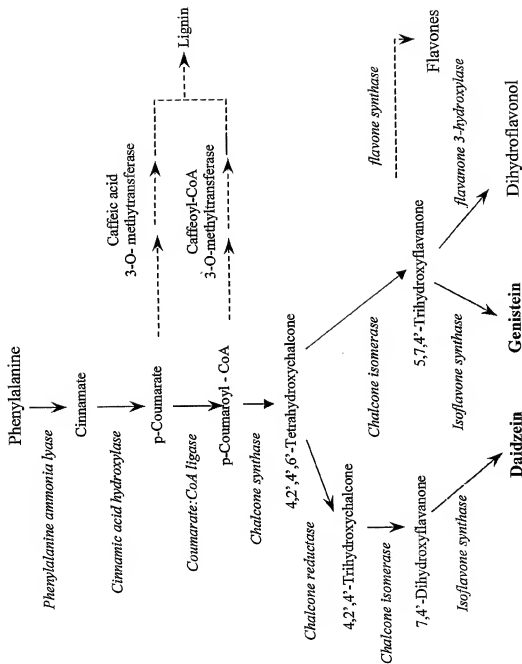 Phenylalanine
Phenylalanine ammonia lyase
Cinnamate
Cinnamic acid hydroxylase
p-Coumarate
Caffeic acid
3-O- methytransferase
Lignin
Coumarate:CoA ligase
p-Coumaroyl - CoA
Caffeoyl-CoA
3-O-methyltransferase
Chalcone synthase
4,2',4',6'-Tetrahydroxychalcone
Chalcone reductase
4,2',4'-Trihydroxychalcone
Chalcone isomerase
7,4'-Dihydroxyflavanone
Isoflavone synthase
Daidzein
Chalcone isomerase
5,7,4'-Trihydroxyflavanone
flavone synthase
Flavones
Isoflavone synthase
Genistein
flavanone 3-hydroxylase
Dihydroflavonol